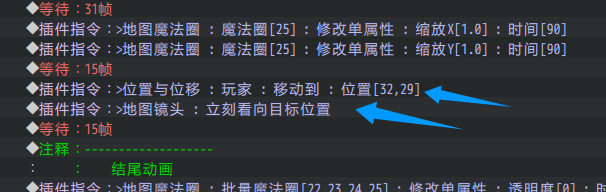 ◆等待：31帧
◆插件指令：>地图魔法圈 : 魔法圈[25] : 修改单属性 : 缩放X[1.0] : 时间[90]
◆插件指令：>地图魔法圈 : 魔法圈[25] : 修改单属性 : 缩放Y[1.0] : 时间[90]
◆等待：15帧
◆插件指令：>位置与位移 : 玩家 : 移动到 : 位置[32,29]
◆插件指令：>地图镜头 : 立刻看向目标位置
◆等待：15帧
◆注释：-------------------
：　　：　　结尾动画
◆插件指令：>地图魔法圈 : 批量魔法圈[22,23,24,25] : 修改单属性 : 透明度[0] : 时